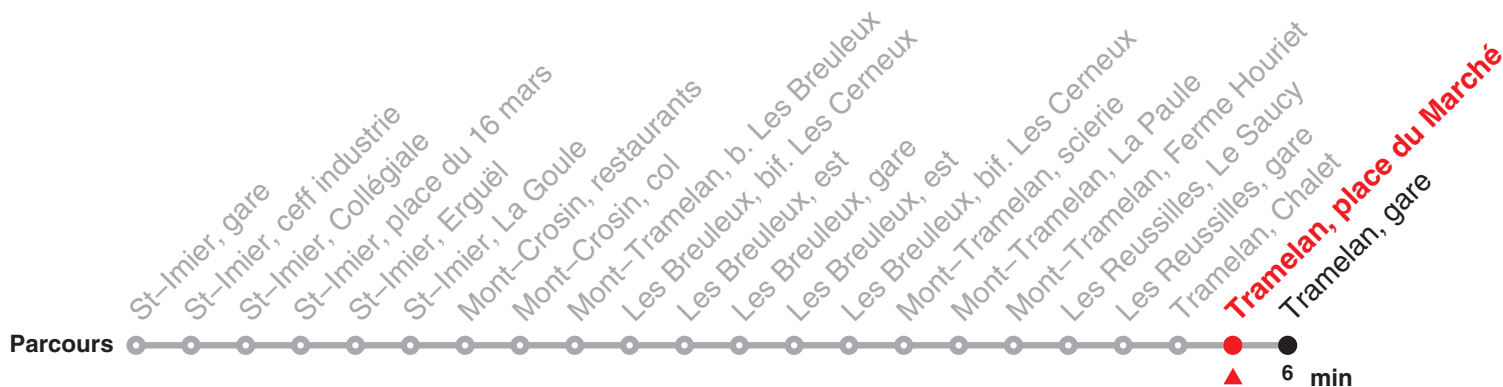 St–Imier, gare
St–Imier, ceff industrie
St–Imier, Collégiale
St–Imier, place du 16 mars
St–Imier, Erguël
St–Imier, La Goule
Mont–Crosin, restaurants
Mont–Crosin, col
Mont–Tramelan, b. Les Breuleux
Les Breuleux, bif. Les Cerneux
Les Breuleux, est
Les Breuleux, gare
Les Breuleux, est
Les Breuleux, bif. Les Cerneux
Mont–Tramelan, scierie
Mont–Tramelan, La Paule
Mont–Tramelan, Ferme Houriet
Les Reussilles, Le Saucy
Les Reussilles, gare
Tramelan, Chalet
Tramelan, place du Marché
Tramelan, gare
Parcours
6 min